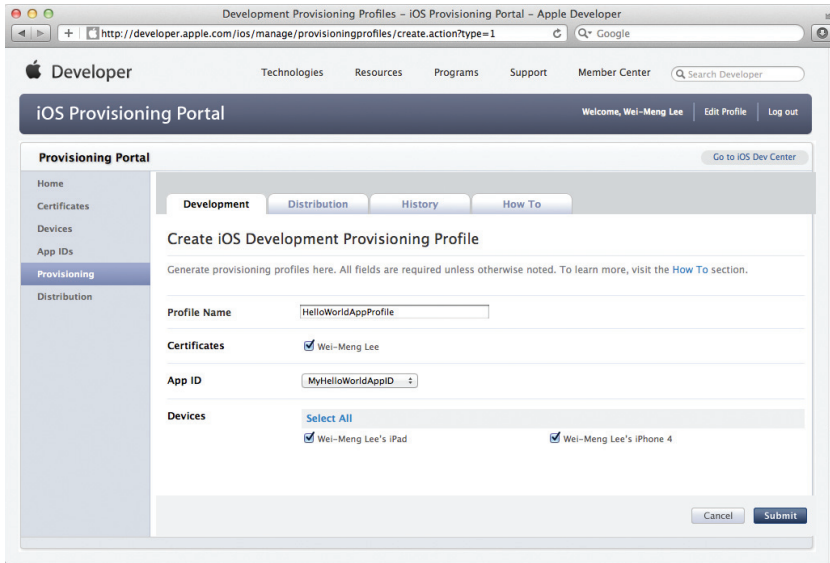 Development Provisioning Profiles – iOS Provisioning Portal – Apple Developer
http://developer.apple.com/ios/manage/provisioningprofiles/create.action?type=1
Google
Developer
Technologies Resources Programs Support Member Center Search Developer
iOS Provisioning Portal
Welcome, Wei-Meng Lee Edit Profile Log out
Provisioning Portal
Go to iOS Dev Center
Home
Certificates
Devices
App IDs
Provisioning
Distribution
Development Distribution History How To
Create iOS Development Provisioning Profile
Generate provisioning profiles here. All fields are required unless otherwise noted. To learn more, visit the How To section.
Profile Name HelloWorldAppProfile
Certificates Wei-Meng Lee
App ID MyHelloWorldAppID
Devices Select All
Wei-Meng Lee's iPad Wei-Meng Lee's iPhone 4
Cancel Submit